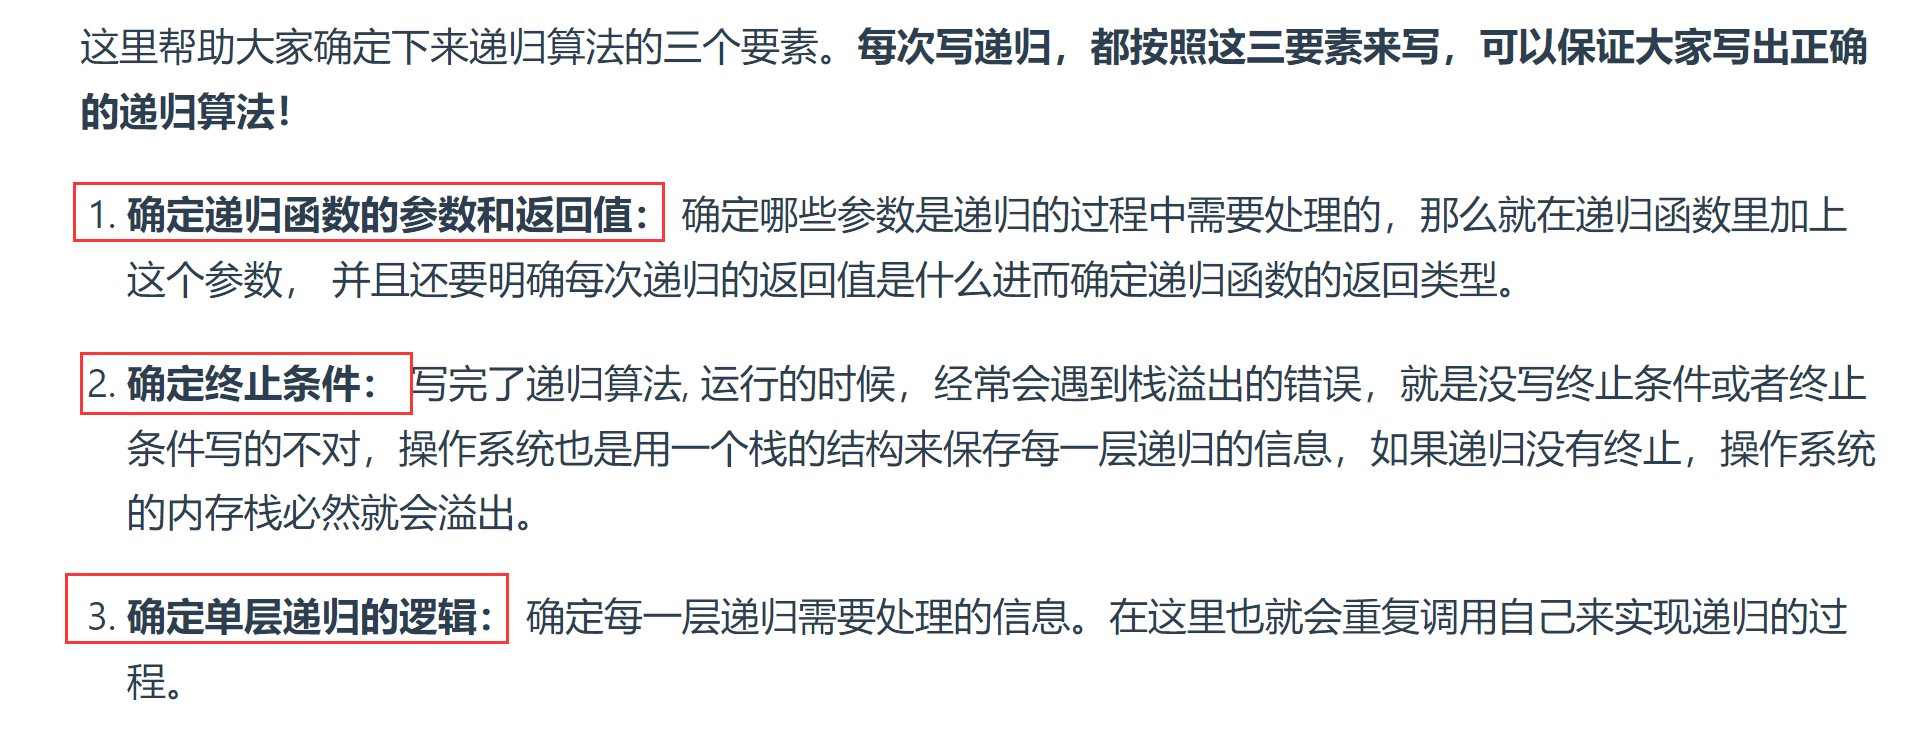 这里帮助大家确定下来递归算法的三个要素。每次写递归，都按照这三要素来写，可以保证大家写出正确
的递归算法！
1. 确定递归函数的参数和返回值： 确定哪些参数是递归的过程中需要处理的，那么就在递归函数里加上
这个参数， 并且还要明确每次递归的返回值是什么进而确定递归函数的返回类型。
2. 确定终止条件： 写完了递归算法, 运行的时候，经常会遇到栈溢出的错误，就是没写终止条件或者终止
条件写的不对，操作系统也是用一个栈的结构来保存每一层递归的信息，如果递归没有终止，操作系统
的内存栈必然就会溢出。
3. 确定单层递归的逻辑： 确定每一层递归需要处理的信息。在这里也就会重复调用自己来实现递归的过
程。